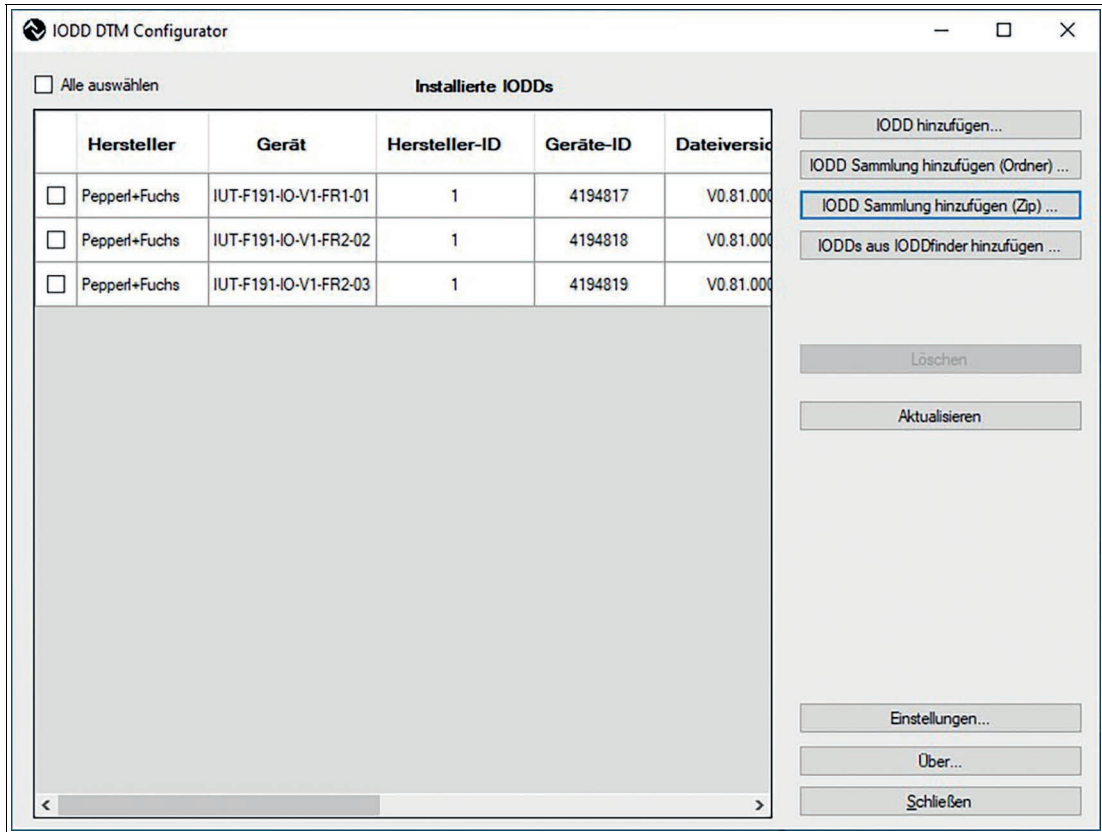 IODD DTM Configurator
Alle auswählen
Installierte IODDs
Hersteller Gerät Hersteller-ID Geräte-ID Dateiversic
Pepperl+Fuchs IUT-F191-IO-V1-FR1-01 1 4194817 V0.81.000
Pepperl+Fuchs IUT-F191-IO-V1-FR2-02 1 4194818 V0.81.000
Pepperl+Fuchs IUT-F191-IO-V1-FR2-03 1 4194819 V0.81.000
IODD hinzufügen...
IODD Sammlung hinzufügen (Ordner) ...
IODD Sammlung hinzufügen (Zip) ...
IODDs aus IODDfinder hinzufügen ...
Löschen
Aktualisieren
Einstellungen...
Über...
Schließen